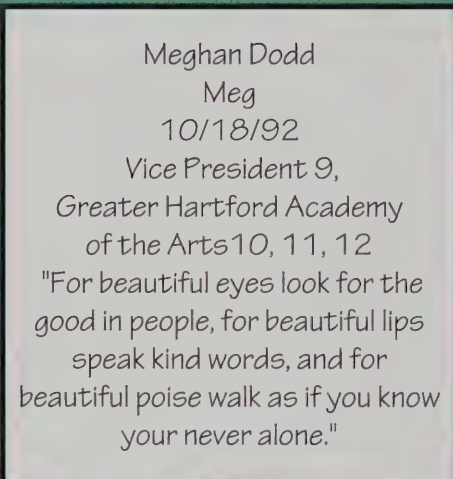 Meghan Dodd
Meg
10/18/92
Vice President 9,
Greater Hartford Academy
of the Arts10, 11, 12
"For beautiful eyes look for the
good in people, for beautiful lips
speak kind words, and for
beautiful poise walk as if you know
your never alone."